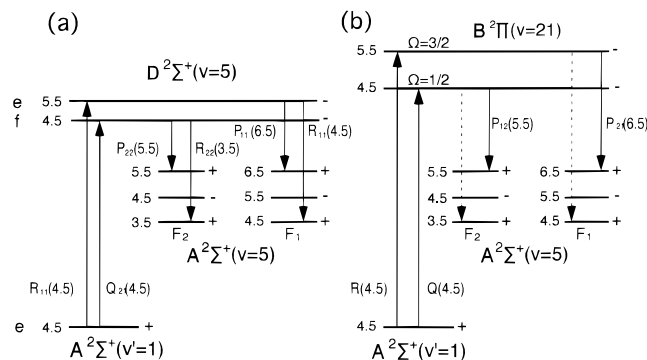 (a)
D ²Σ⁺(v=5)
e 5.5 -
f 4.5 -
P₂₂(5.5) R₂₂(3.5) P₁₁(6.5) R₁₁(4.5)
5.5 + 6.5 +
4.5 - 5.5 -
3.5 + 4.5 +
F₂ F₁
A ²Σ⁺(v=5)
R₁₁(4.5) Q₂₁(4.5)
e 4.5 +
A ²Σ⁺(v'=1)
(b)
B ²Π(v=21)
5.5 Ω=3/2 -
4.5 Ω=1/2 -
P₁₂(5.5) P₂₁(6.5)
5.5 + 6.5 +
4.5 - 5.5 -
3.5 + 4.5 +
F₂ F₁
A ²Σ⁺(v=5)
R(4.5) Q(4.5)
4.5 +
A ²Σ⁺(v'=1)